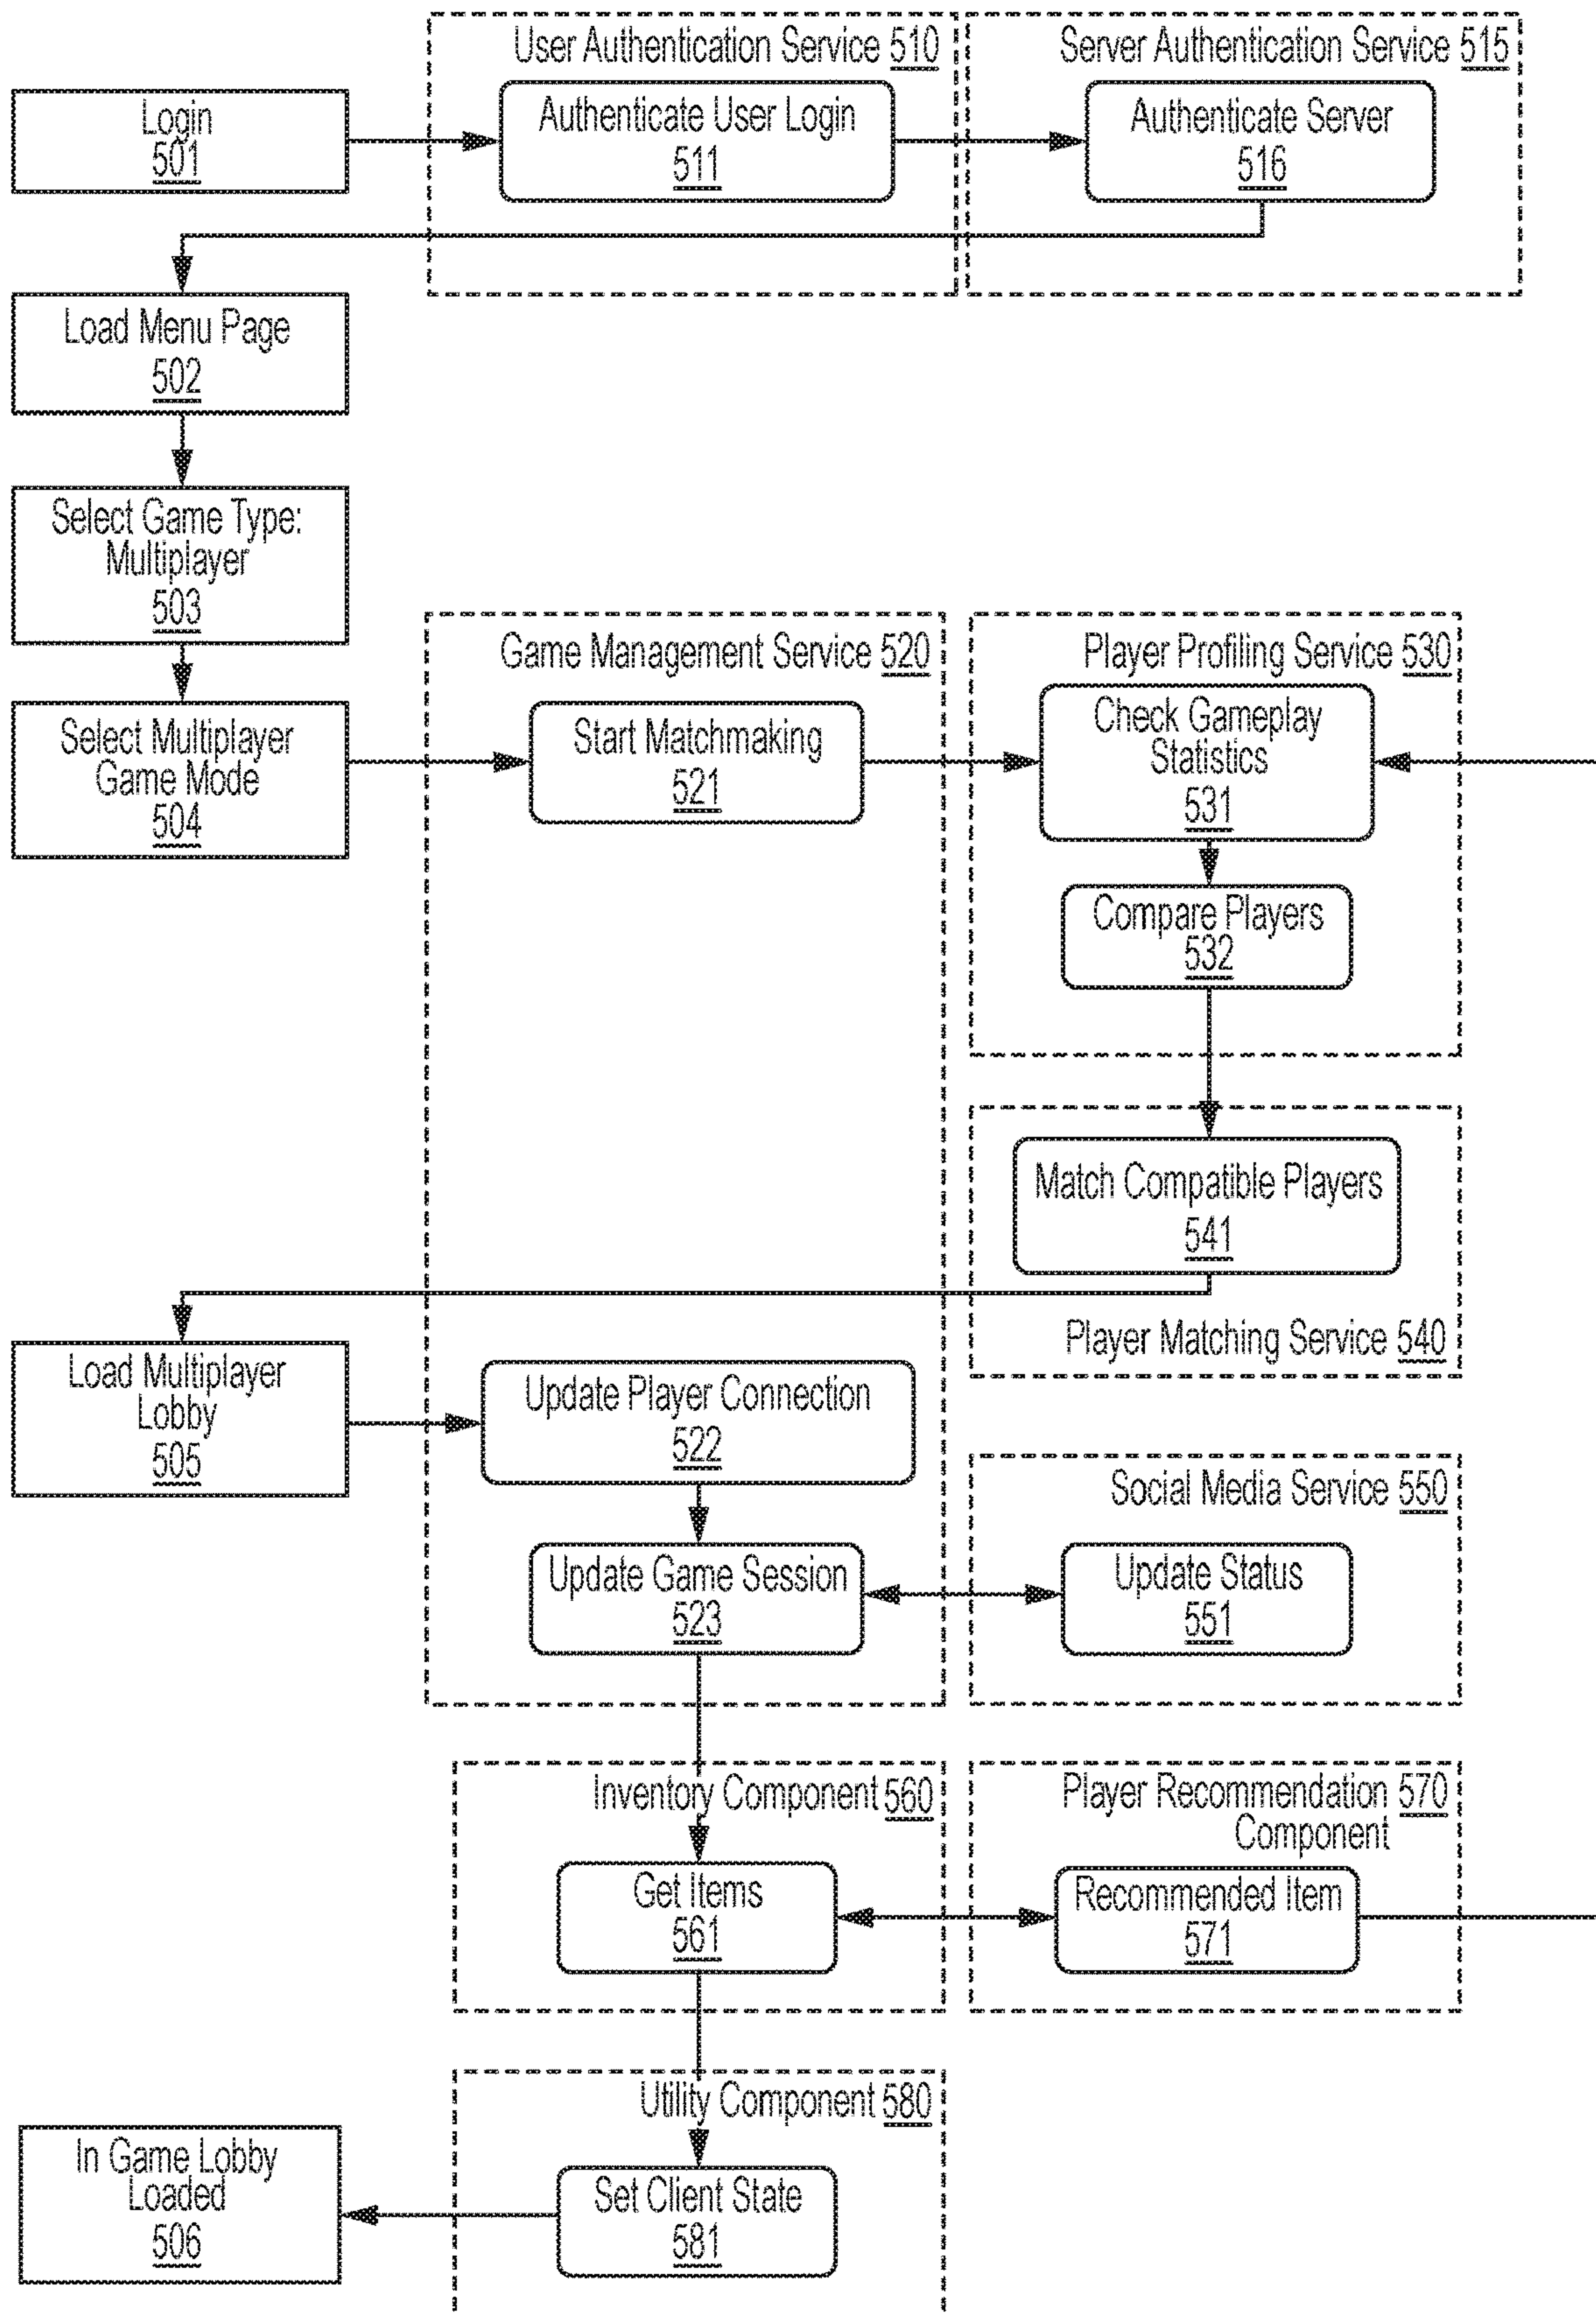 User Authentication Service 510
Server Authentication Service 515
Login
501
Authenticate User Login
511
Authenticate Server
516
Load Menu Page
502
Select Game Type:
Multiplayer
503
Game Management Service 520
Player Profiling Service 530
Select Multiplayer
Game Mode
504
Start Matchmaking
521
Check Gameplay
Statistics
531
Compare Players
532
Match Compatible Players
541
Player Matching Service 540
Load Multiplayer
Lobby
505
Update Player Connection
522
Social Media Service 550
Update Game Session
523
Update Status
551
Inventory Component 560
Player Recommendation 570
Component
Get Items
561
Recommended Item
571
Utility Component 580
In Game Lobby
Loaded
506
Set Client State
581